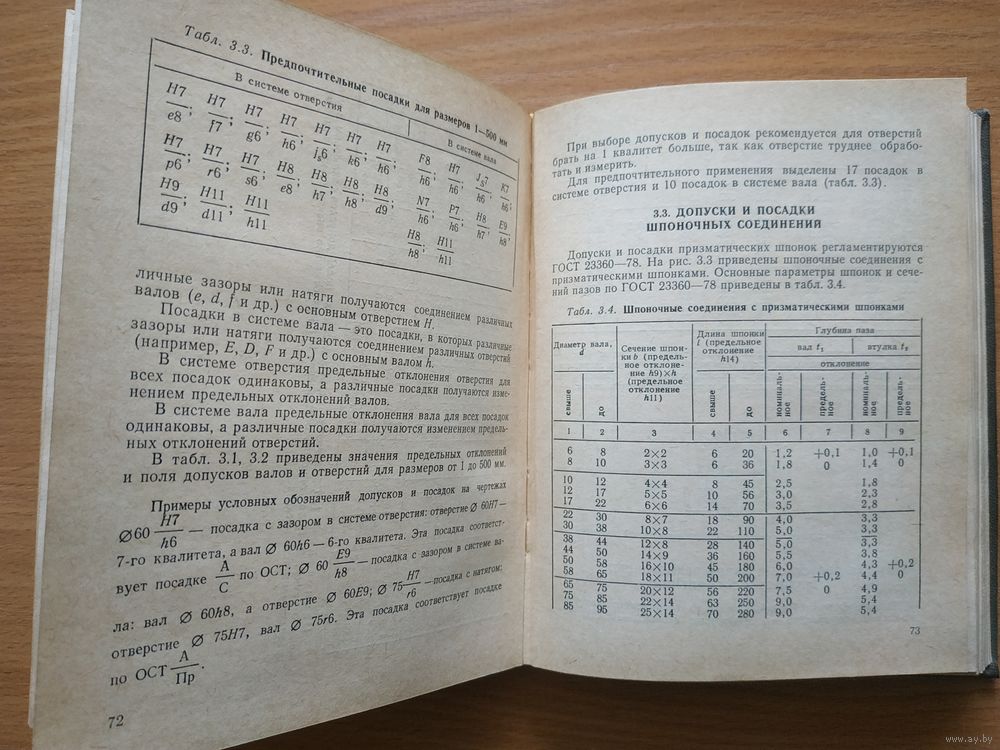 Табл. 3.3. Предпочтительные посадки для размеров 1—500 мм
В системе отверстия
В системе вала
H7/e8; H7/f7; H7/g6; H7/h6; H7/js6; H7/k6; H7/n6;
F8/h6; H7/h6; Js7/h6; K7/h6;
H7/p6; H7/r6; H7/s6; H8/e8; H8/h7; H8/h8; H8/d9;
N7/h6; P7/h6; H8/h7; E9/h8;
H9/d9; H11/d11; H11/h11
H8/h8; H11/h11
личные зазоры или натяги получаются соединением различных
валов (e, d, f и др.) с основным отверстием H.
Посадки в системе вала — это посадки, в которых различные
зазоры или натяги получаются соединением различных отверстий
(например, E, D, F и др.) с основным валом h.
В системе отверстия предельные отклонения отверстия для
всех посадок одинаковы, а различные посадки получаются изме-
нением предельных отклонений валов.
В системе вала предельные отклонения вала для всех посадок
одинаковы, а различные посадки получаются изменением предель-
ных отклонений отверстий.
В табл. 3.1, 3.2 приведены значения предельных отклонений
и поля допусков валов и отверстий для размеров от 1 до 500 мм.
Примеры условных обозначений допусков и посадок на чертежах
∅60 H7/h6 — посадка с зазором в системе отверстия: отверстие ∅ 60H7 —
7-го квалитета, а вал ∅ 60h6 — 6-го квалитета. Эта посадка соответст-
вует посадке А/С по ОСТ; ∅ 60 E9/h8 — посадка с зазором в системе ва-
ла: вал ∅ 60h8, а отверстие ∅ 60E9; ∅ 75 H7/r6 — посадка с натягом:
отверстие ∅ 75H7, вал ∅ 75r6. Эта посадка соответствует посадке
по ОСТ А/Пр.
72
При выборе допусков и посадок рекомендуется для отверстий
брать на 1 квалитет больше, так как отверстие труднее обрабо-
тать и измерить.
Для предпочтительного применения выделены 17 посадок в
системе отверстия и 10 посадок в системе вала (табл. 3.3).
3.3. ДОПУСКИ И ПОСАДКИ
ШПОНОЧНЫХ СОЕДИНЕНИЙ
Допуски и посадки призматических шпонок регламентируются
ГОСТ 23360—78. На рис. 3.3 приведены шпоночные соединения с
призматическими шпонками. Основные параметры шпонок и сече-
ний пазов по ГОСТ 23360—78 приведены в табл. 3.4.
Табл. 3.4. Шпоночные соединения с призматическими шпонками
Диаметр вала, d
Сечение шпон-
ки b (предель-
ное отклоне-
ние h9)×h
(предельное
отклонение
h11)
Длина шпонки
l (предельное
отклонение
h14)
Глубина паза
вал t1
втулка t2
отклонение
свыше
до
свыше
до
номиналь-
ное
предель-
ное
номиналь-
ное
предель-
ное
1 2 3 4 5 6 7 8 9
6 8 2×2 6 20 1,2 +0,1 1,0 +0,1
8 10 3×3 6 36 1,8 0 1,4 0
10 12 4×4 8 45 2,5 1,8
12 17 5×5 10 56 3,0 2,3
17 22 6×6 14 70 3,5 2,8
22 30 8×7 18 90 4,0 3,3
30 38 10×8 22 110 5,0 3,3
38 44 12×8 28 140 5,0 3,3
44 50 14×9 36 160 5,5 3,8
50 58 16×10 45 180 6,0 4,3 +0,2
58 65 18×11 50 200 7,0 +0,2 4,4 0
65 75 20×12 56 220 7,5 0 4,9
75 85 22×14 63 250 9,0 5,4
85 95 25×14 70 280 9,0 5,4
73
www.ay.by